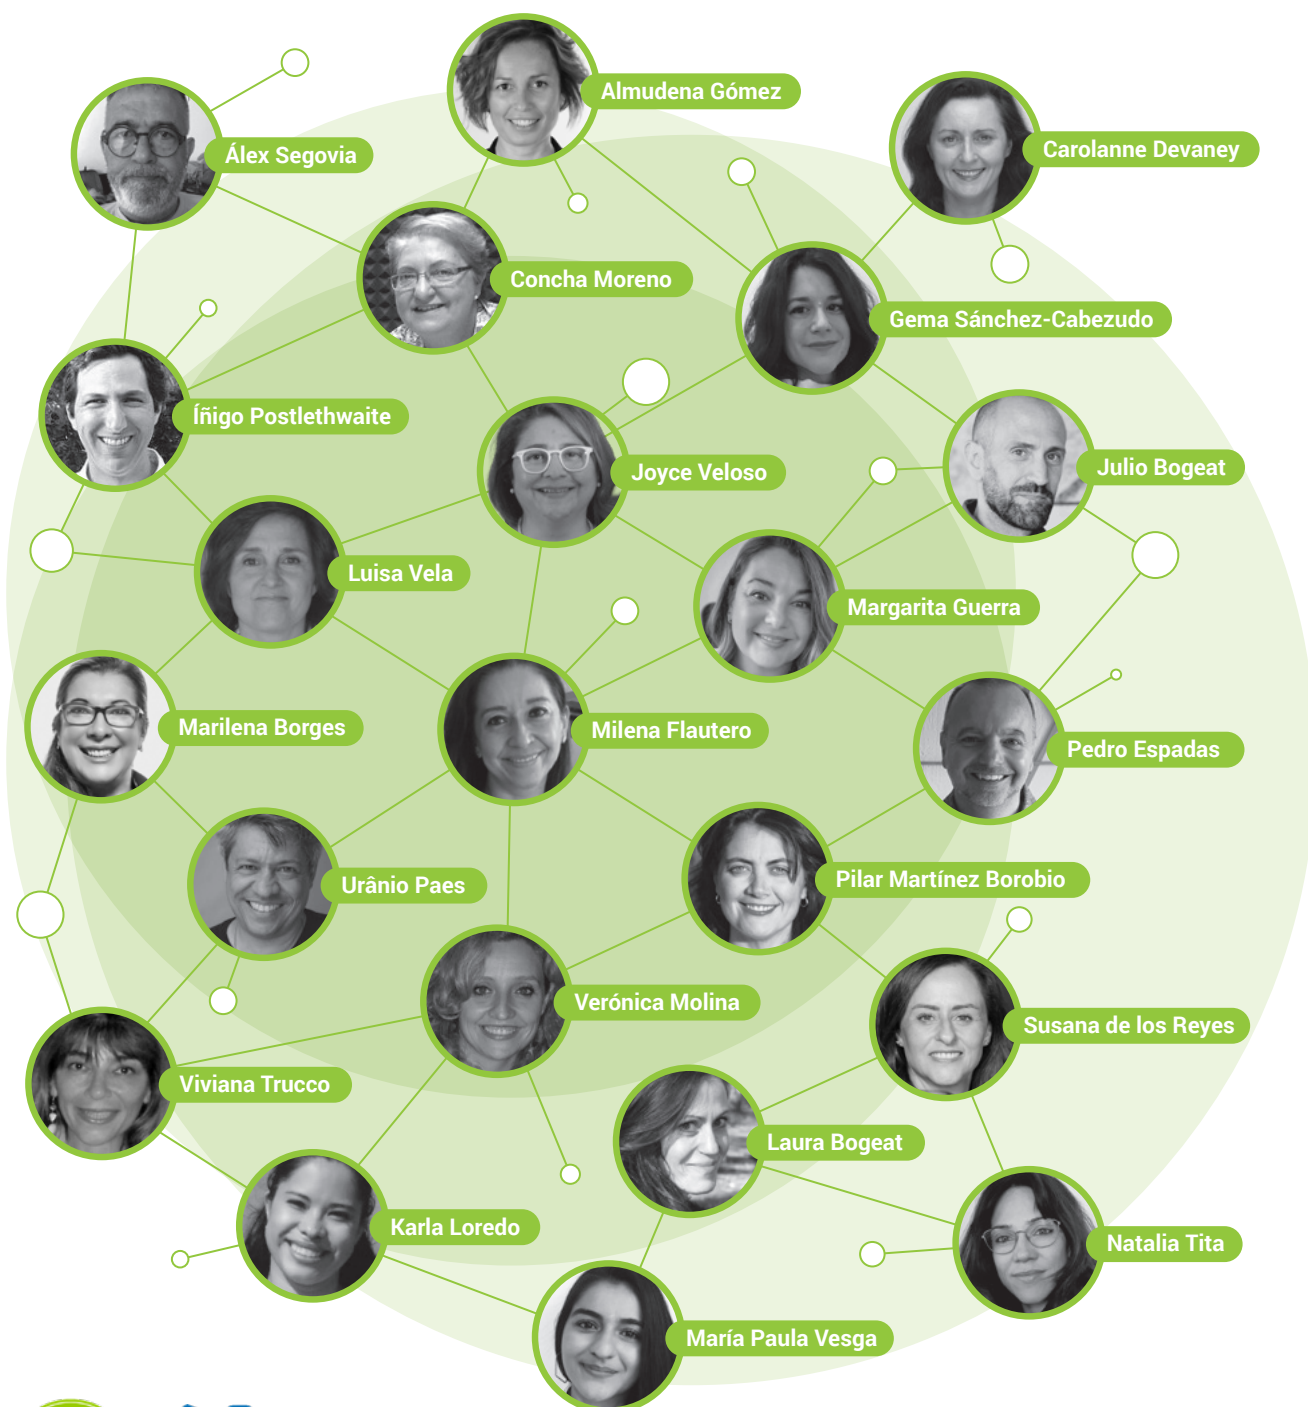 Almudena Gómez
Álex Segovia
Carolanne Devaney
Concha Moreno
Gema Sánchez-Cabezudo
Íñigo Postlethwaite
Joyce Veloso
Julio Bogeat
Luisa Vela
Margarita Guerra
Marilena Borges
Milena Flautero
Pedro Espadas
Urânio Paes
Pilar Martínez Borobio
Verónica Molina
Susana de los Reyes
Viviana Trucco
Laura Bogeat
Karla Loredo
Natalia Tita
María Paula Vesga